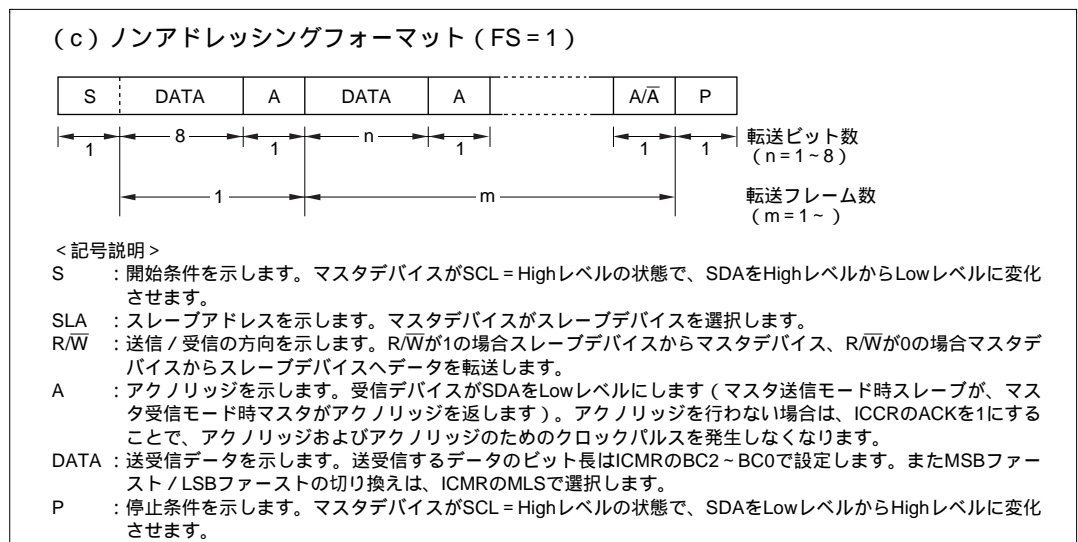 (c)ノンアドレッシングフォーマット(FS=1)
S DATA A DATA A A/A̅ P
1 8 1 n 1 1 1 転送ビット数
(n=1~8)
1 m 転送フレーム数
(m=1~ )
<記号説明>
S :開始条件を示します。マスタデバイスがSCL=Highレベルの状態で、SDAをHighレベルからLowレベルに変化
させます。
SLA :スレーブアドレスを示します。マスタデバイスがスレーブデバイスを選択します。
R/W̅ :送信/受信の方向を示します。R/W̅が1の場合スレーブデバイスからマスタデバイス、R/W̅が0の場合マスタデ
バイスからスレーブデバイスへデータを転送します。
A :アクノリッジを示します。受信デバイスがSDAをLowレベルにします(マスタ送信モード時スレーブが、マス
タ受信モード時マスタがアクノリッジを返します)。アクノリッジを行わない場合は、ICCRのACKを1にする
ことで、アクノリッジおよびアクノリッジのためのクロックパルスを発生しなくなります。
DATA :送受信データを示します。送受信するデータのビット長はICMRのBC2~BC0で設定します。またMSBファー
スト/LSBファーストの切り換えは、ICMRのMLSで選択します。
P :停止条件を示します。マスタデバイスがSCL=Highレベルの状態で、SDAをLowレベルからHighレベルに変化
させます。